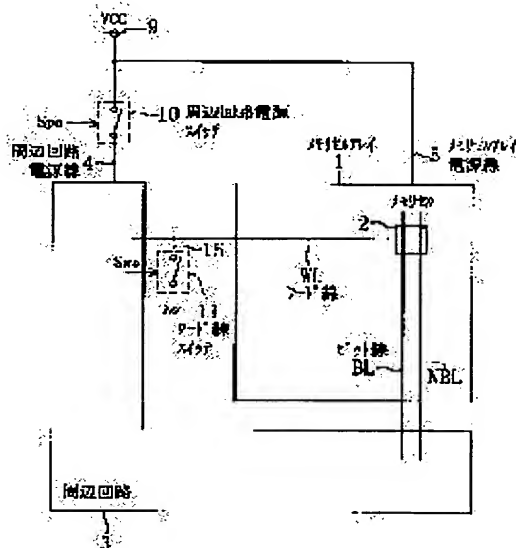 VCC
9
10 周辺回路電源
スイッチ
Spe
周辺回路
電源線
4
メモリセルアレイ
1
5
メモリセルアレイ
電源線
メモリセル
2
15
WL
ワード線
11
ワード線
スイッチ
ビット線
BL
NBL
周辺回路
3